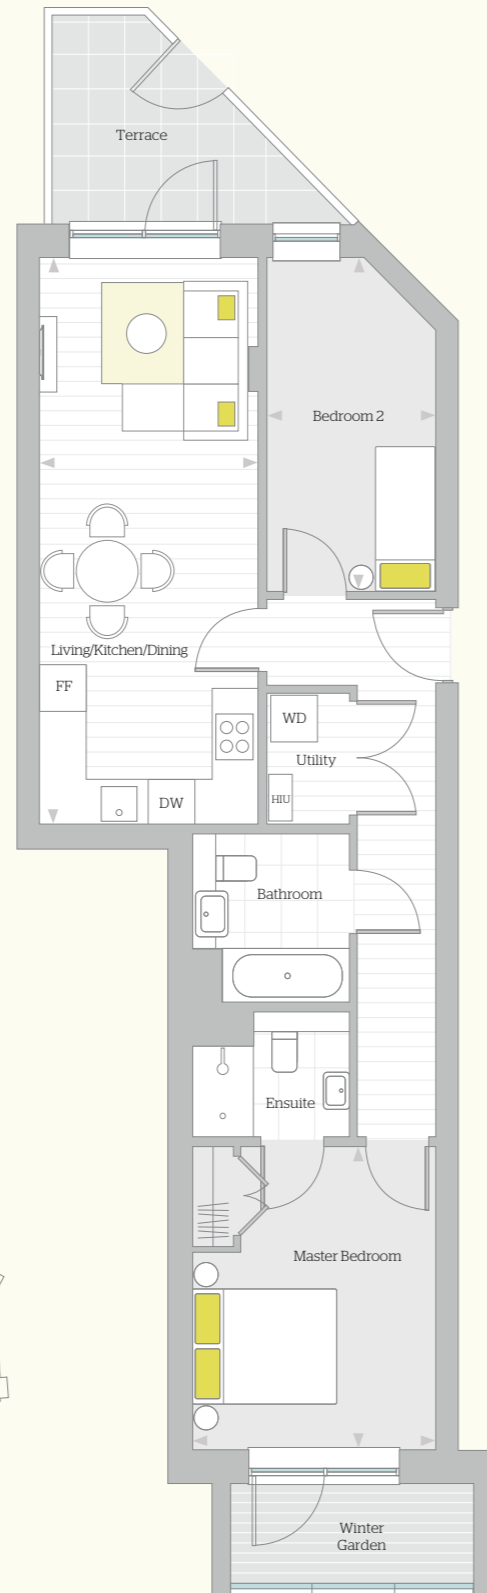 Terrace
Bedroom 2
Living/Kitchen/Dining
FF
WD
Utility
HIU
DW
Bathroom
Ensuite
Master Bedroom
Winter
Garden